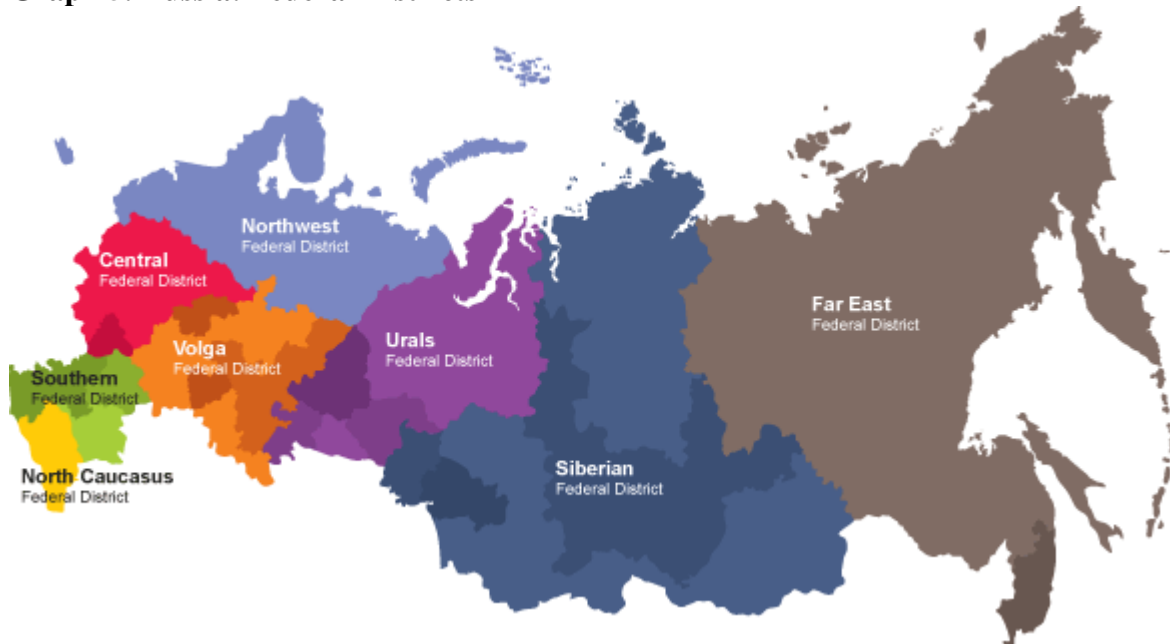 Northwest
Federal District
Central
Federal District
Far East
Federal District
Urals
Federal District
Volga
Federal District
Southern
Federal District
Siberian
Federal District
North Caucasus
Federal District